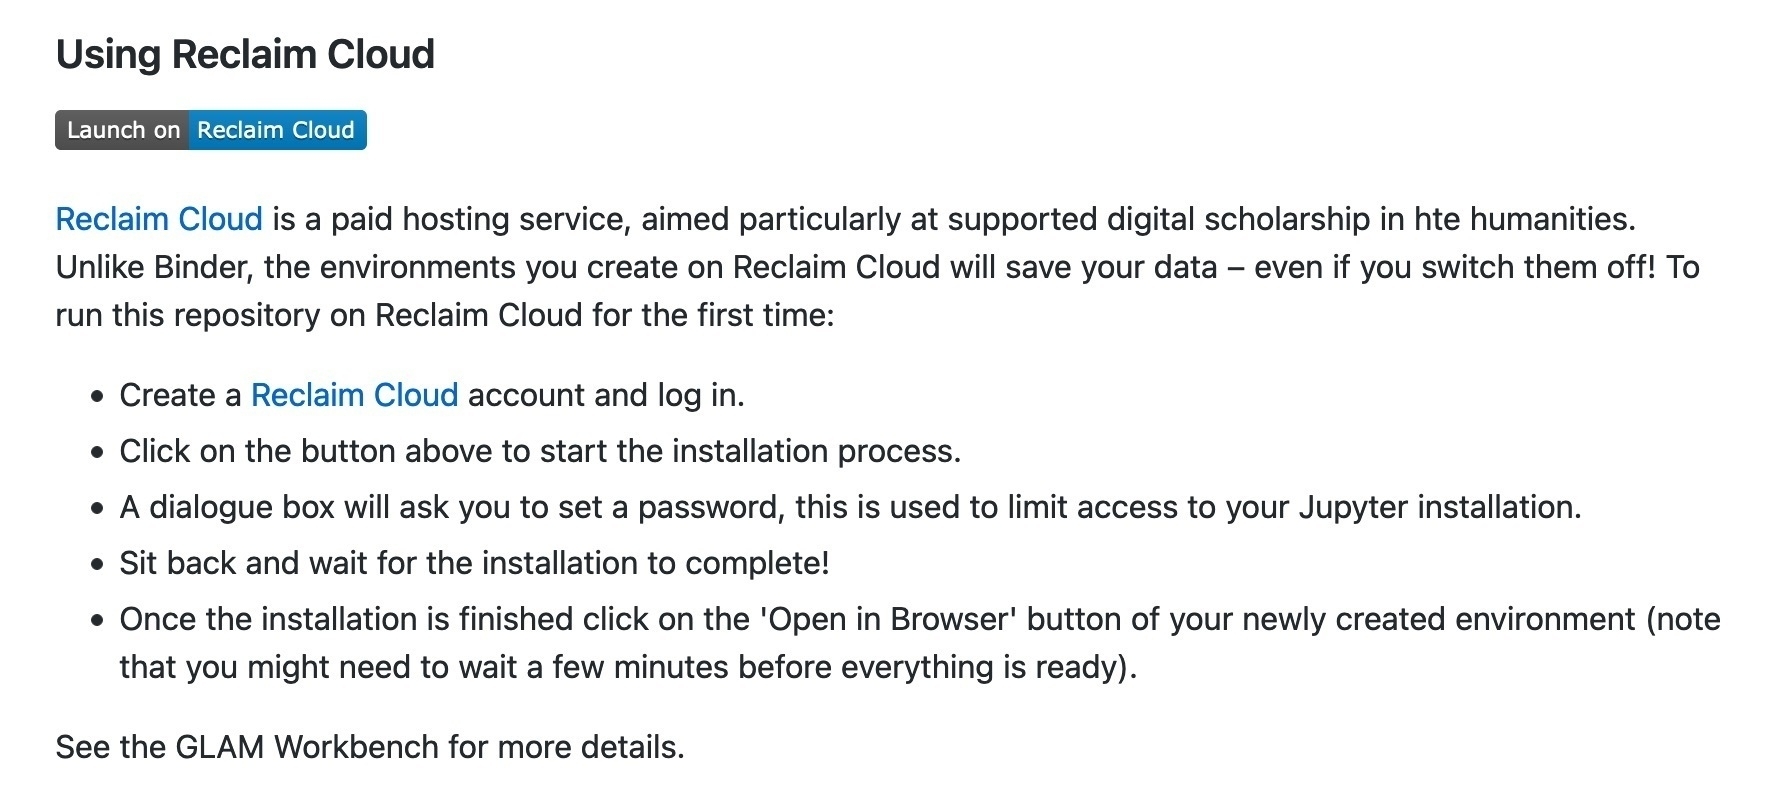 Using Reclaim Cloud
Launch on Reclaim Cloud
Reclaim Cloud is a paid hosting service, aimed particularly at supported digital scholarship in hte humanities.
Unlike Binder, the environments you create on Reclaim Cloud will save your data – even if you switch them off! To
run this repository on Reclaim Cloud for the first time:
• Create a Reclaim Cloud account and log in.
• Click on the button above to start the installation process.
• A dialogue box will ask you to set a password, this is used to limit access to your Jupyter installation.
• Sit back and wait for the installation to complete!
• Once the installation is finished click on the 'Open in Browser' button of your newly created environment (note
that you might need to wait a few minutes before everything is ready).
See the GLAM Workbench for more details.